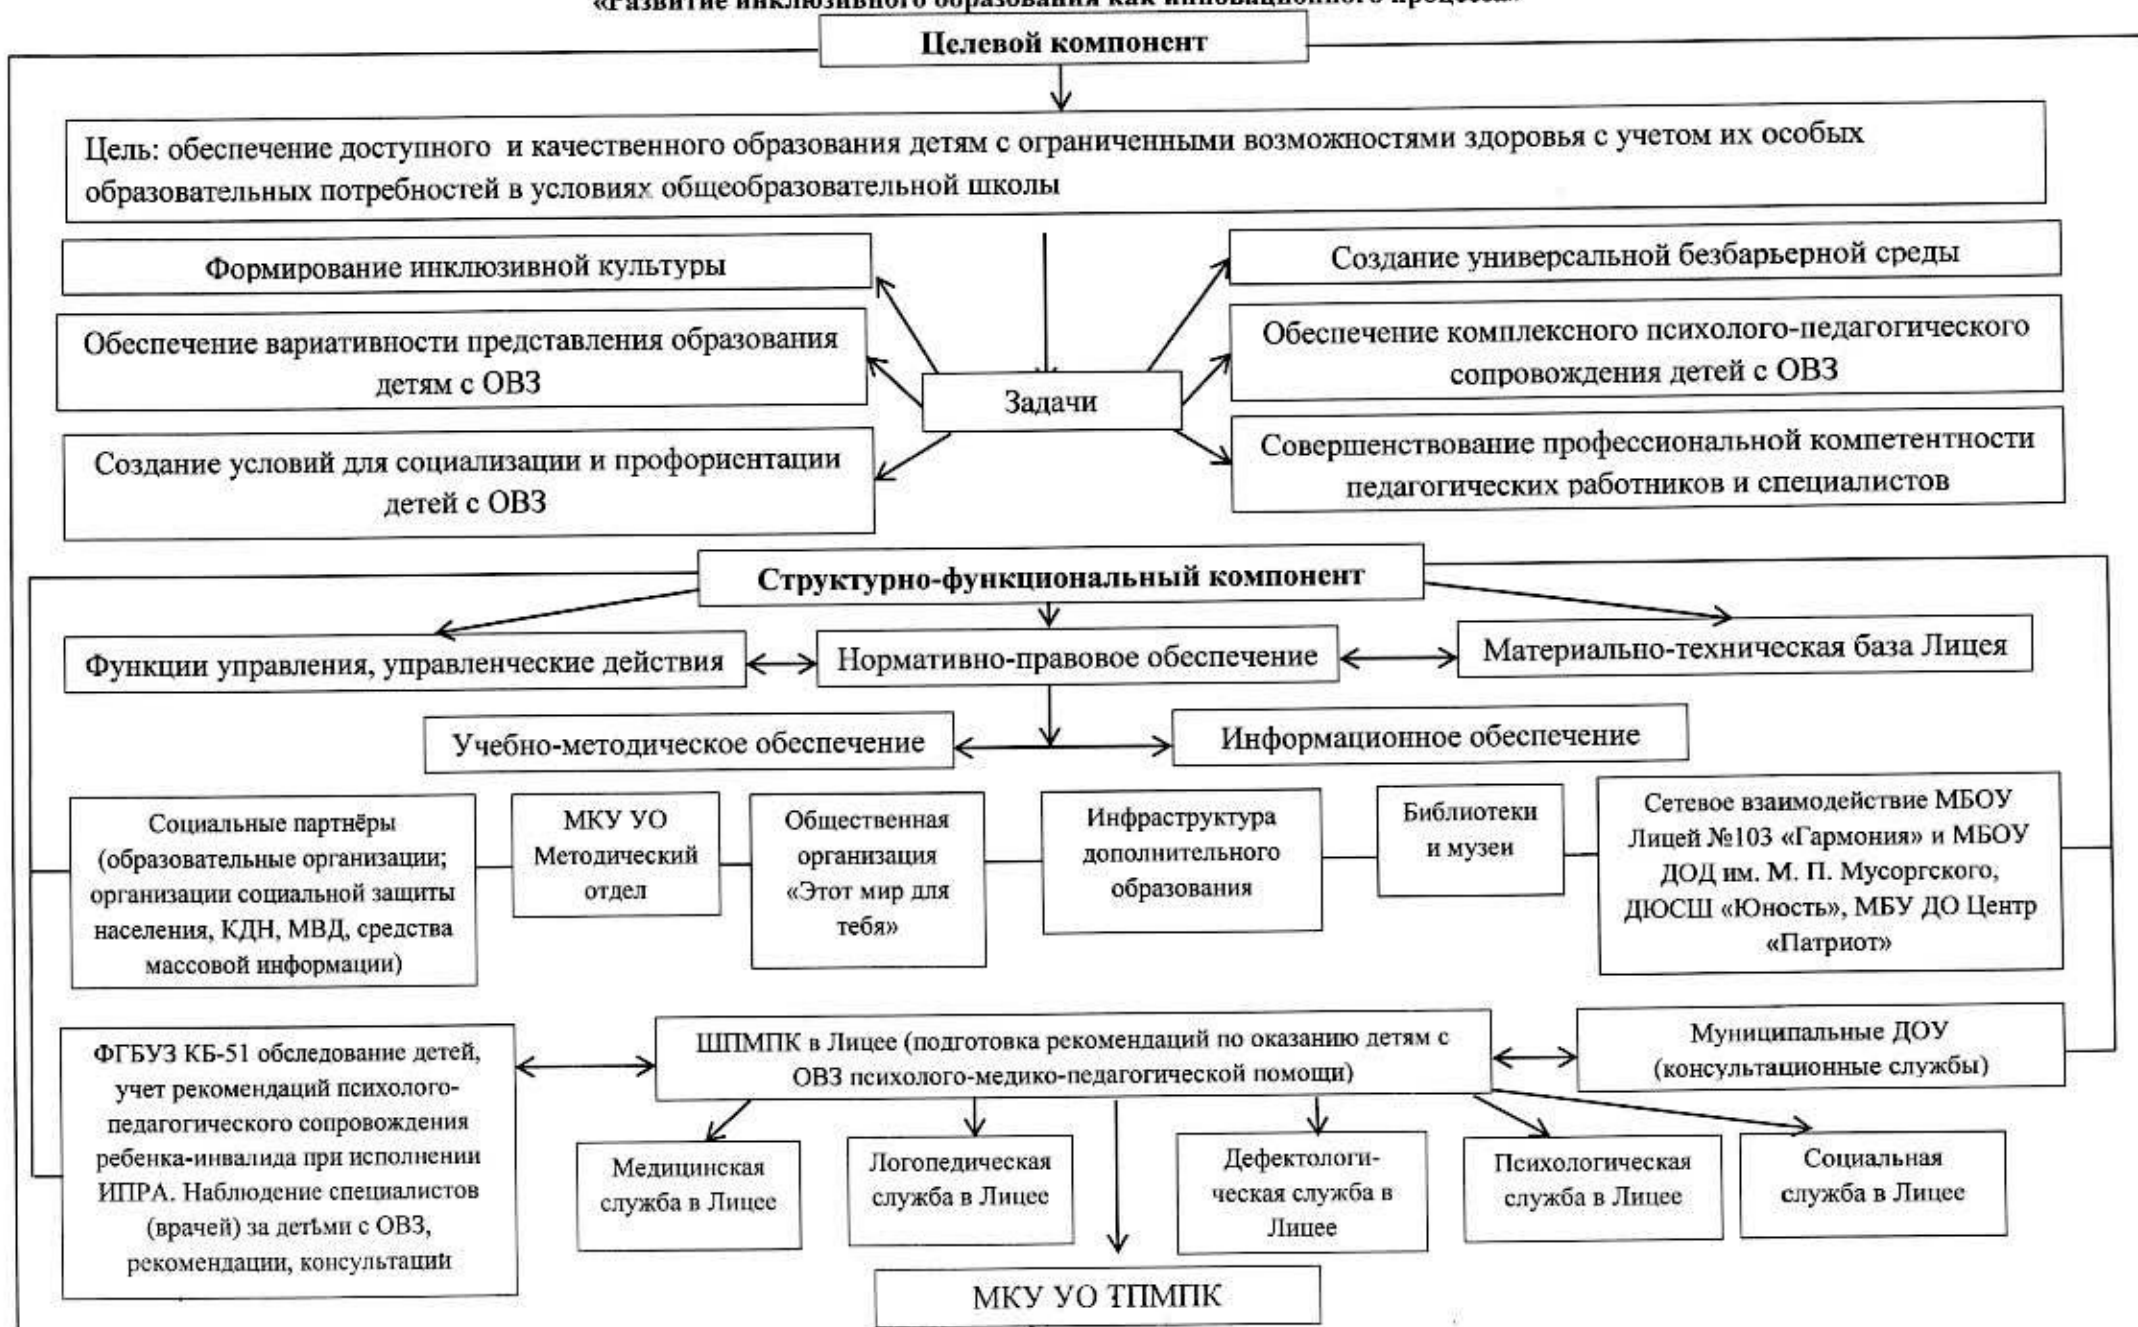 «Развитие инклюзивного образования как инновационного процесса»
Целевой компонент
Цель: обеспечение доступного и качественного образования детям с ограниченными возможностями здоровья с учетом их особых
образовательных потребностей в условиях общеобразовательной школы
Формирование инклюзивной культуры
Создание универсальной безбарьерной среды
Обеспечение вариативности представления образования
детям с ОВЗ
Обеспечение комплексного психолого-педагогического
сопровождения детей с ОВЗ
Задачи
Создание условий для социализации и профориентации
детей с ОВЗ
Совершенствование профессиональной компетентности
педагогических работников и специалистов
Структурно-функциональный компонент
Функции управления, управленческие действия
Нормативно-правовое обеспечение
Материально-техническая база Лицея
Учебно-методическое обеспечение
Информационное обеспечение
Социальные партнёры
(образовательные организации;
организации социальной защиты
населения, КДН, МВД, средства
массовой информации)
МКУ УО
Методический
отдел
Общественная
организация
«Этот мир для
тебя»
Инфраструктура
дополнительного
образования
Библиотеки
и музеи
Сетевое взаимодействие МБОУ
Лицей №103 «Гармония» и МБОУ
ДОД им. М. П. Мусоргского,
ДЮСШ «Юность», МБУ ДО Центр
«Патриот»
ФГБУЗ КБ-51 обследование детей,
учет рекомендаций психолого-
педагогического сопровождения
ребенка-инвалида при исполнении
ИПРА. Наблюдение специалистов
(врачей) за детьми с ОВЗ,
рекомендации, консультации
ШПМПК в Лицее (подготовка рекомендаций по оказанию детям с
ОВЗ психолого-медико-педагогической помощи)
Муниципальные ДОУ
(консультационные службы)
Медицинская
служба в Лицее
Логопедическая
служба в Лицее
Дефектологи-
ческая служба в
Лицее
Психологическая
служба в Лицее
Социальная
служба в Лицее
МКУ УО ТПМПК